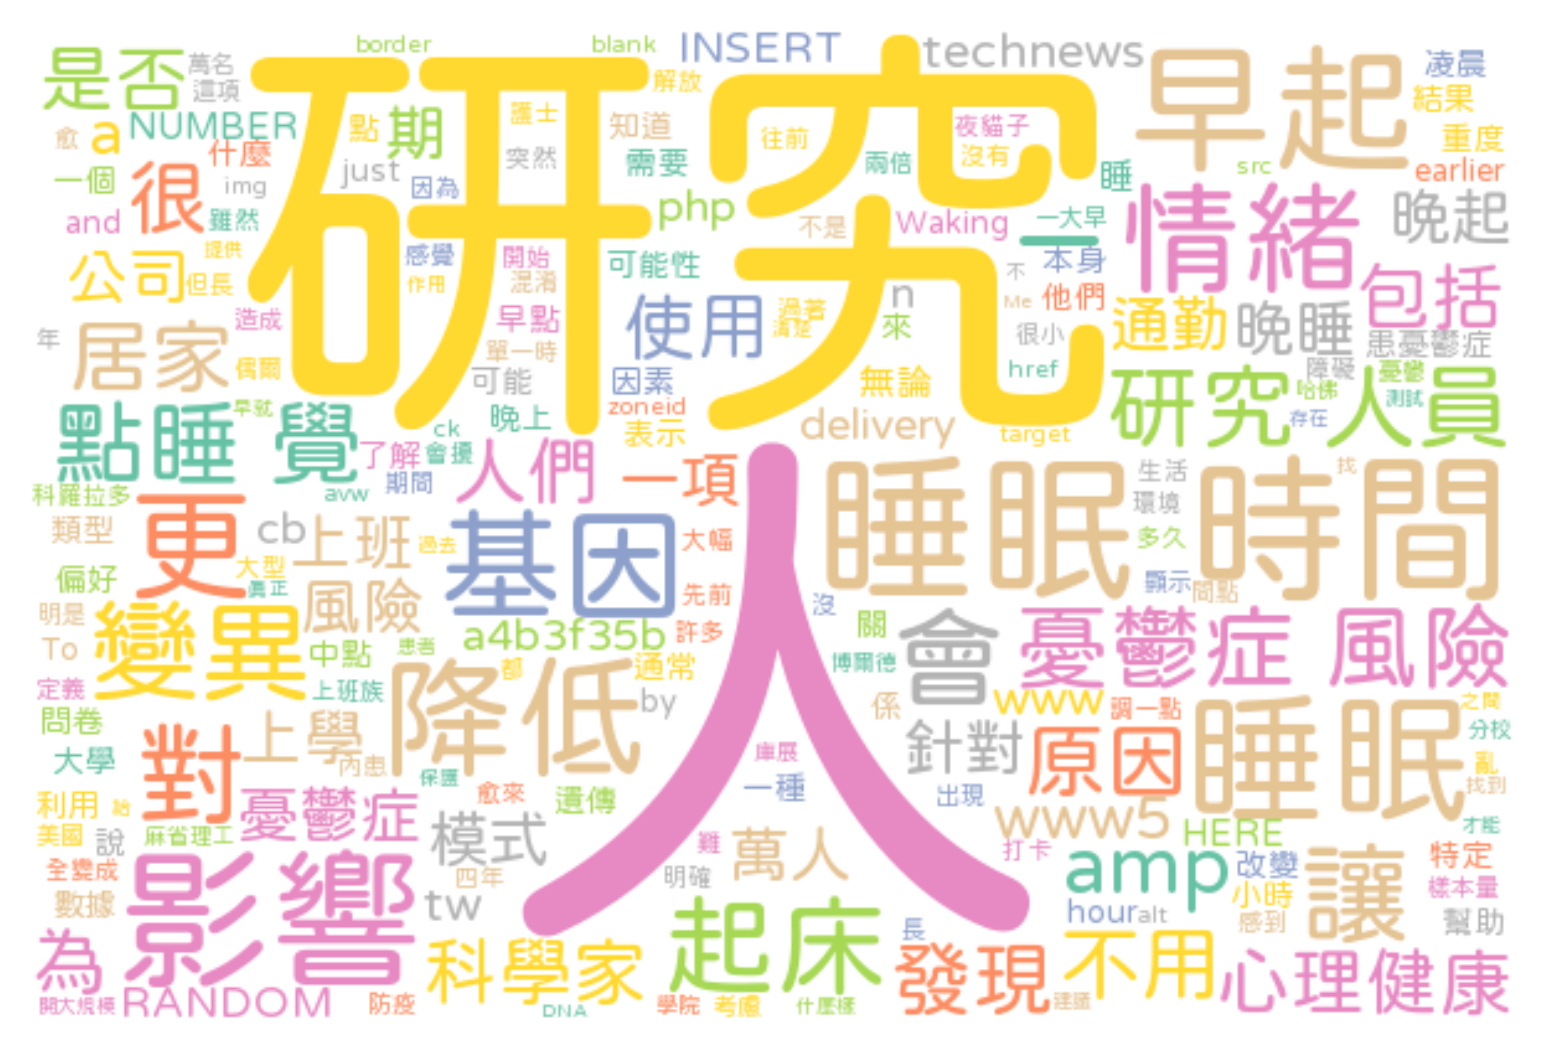 border
blank
INSERT
technews
凌晨
是否
萬名
這項
研究
解放
早起
結果
愈
a
NUMBER
點
期
護士
知道
往前
夜貓子
重度
什麼
突然
沒有
一個
很
img
just
因為
需要
兩倍
睡
src
earlier
and
雖然
php
不是
Waking
一大早
一
情緒
晚起
提供
感覺
開始
可能性
不
本身
公司
但長
作用
混淆
n
Me
他們
包括
造成
早點
使用
過著
清楚
來
很小
通勤
晚睡
年
居家
偶爾
單一時
可能
因素
無論
href
患憂鬱症
障礙
憂鬱
早就
晚上
zoneid
表示
delivery
target
研究人員
哈佛
測試
存在
點睡覺
ck
了解
會擾
人們
一項
人
睡眠時間
生活
找
科羅拉多
avw
期間
環境
類型
更
cb
上班
過去
基因
大幅
多久
偏好
大型
真正
風險
先前
顯示
間點
明是
變異
a4b3f35b
許多
沒
關
會
憂鬱症風險
To
中點
患者
降低
都
通常
博爾德
定義
上班族
by
係
www
調一點
睡眠
之間
問卷
對
上學
針對
原因
分校
大學
內患
保護
庫展
亂
利用
給
憂鬱症
愈來
遺傳
一種
出現
www5
找到
美國
說
麻省理工
模式
難
萬人
打卡
HERE
才能
全變成
影響
四年
明確
amp
改變
讓
特定
數據
tw
小時
樣本量
為
科學家
起床
長
hour
alt
感到
幫助
發現
不用
心理健康
開大規模
RANDOM
防疫
DNA
學院
考慮
什麼樣
建議